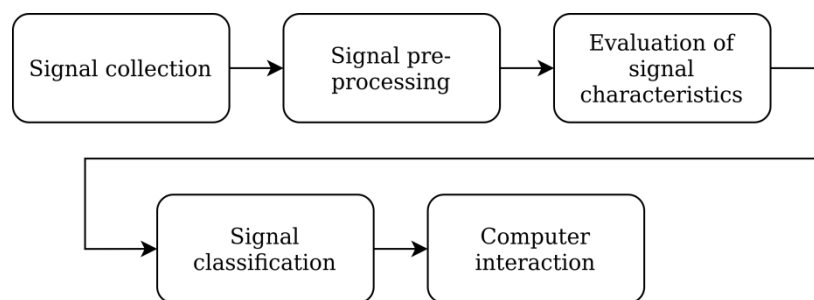 Signal collection
Signal pre-
processing
Evaluation of
signal
characteristics
Signal
classification
Computer
interaction